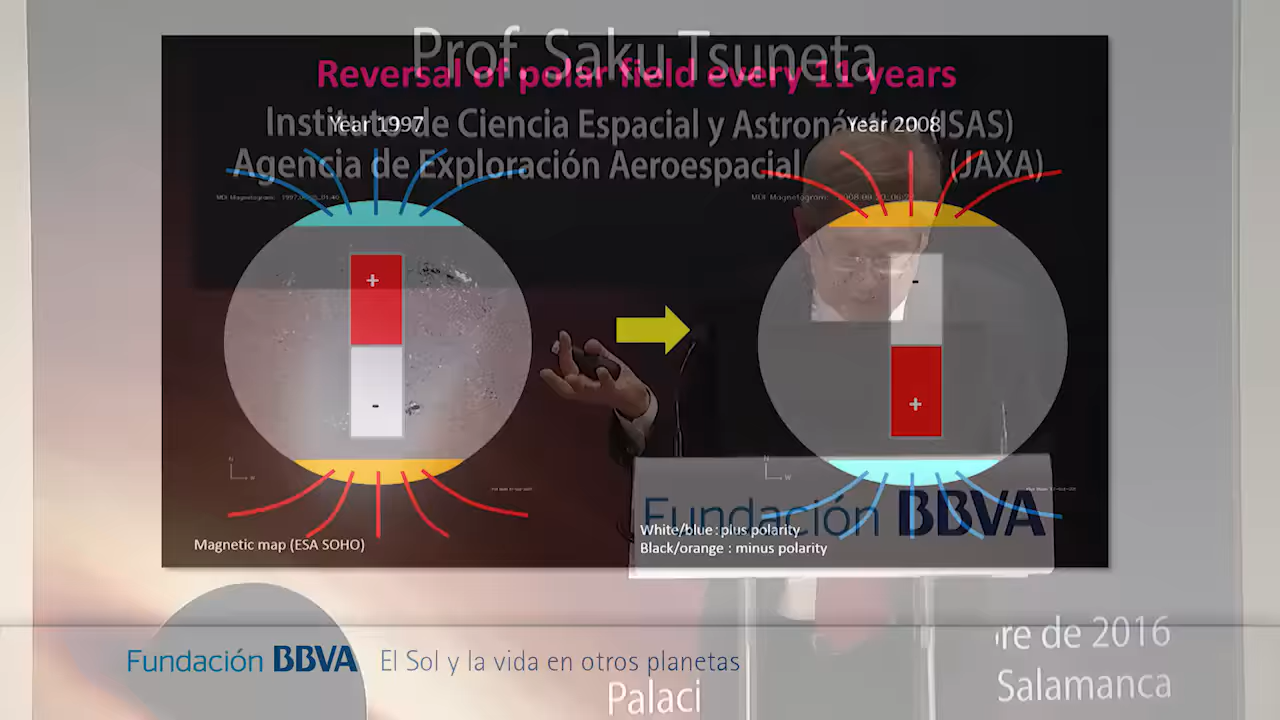 Prof. Saku Tsuneta
Reversal of polar field every 11 years
Instituto de Ciencia Espacial y Astronáutica (ISAS)
Year 1997
Year 2008
Agencia de Exploración Aeroespacial (JAXA)
MDI Magnetogram:
MDI Magnetogram:
+
-
-
+
N
W
N
W
Magnetic map (ESA SOHO)
White/blue : plus polarity
Black/orange : minus polarity
Fundación BBVA
re de 2016
Fundación BBVA El Sol y la vida en otros planetas
Palaci
Salamanca